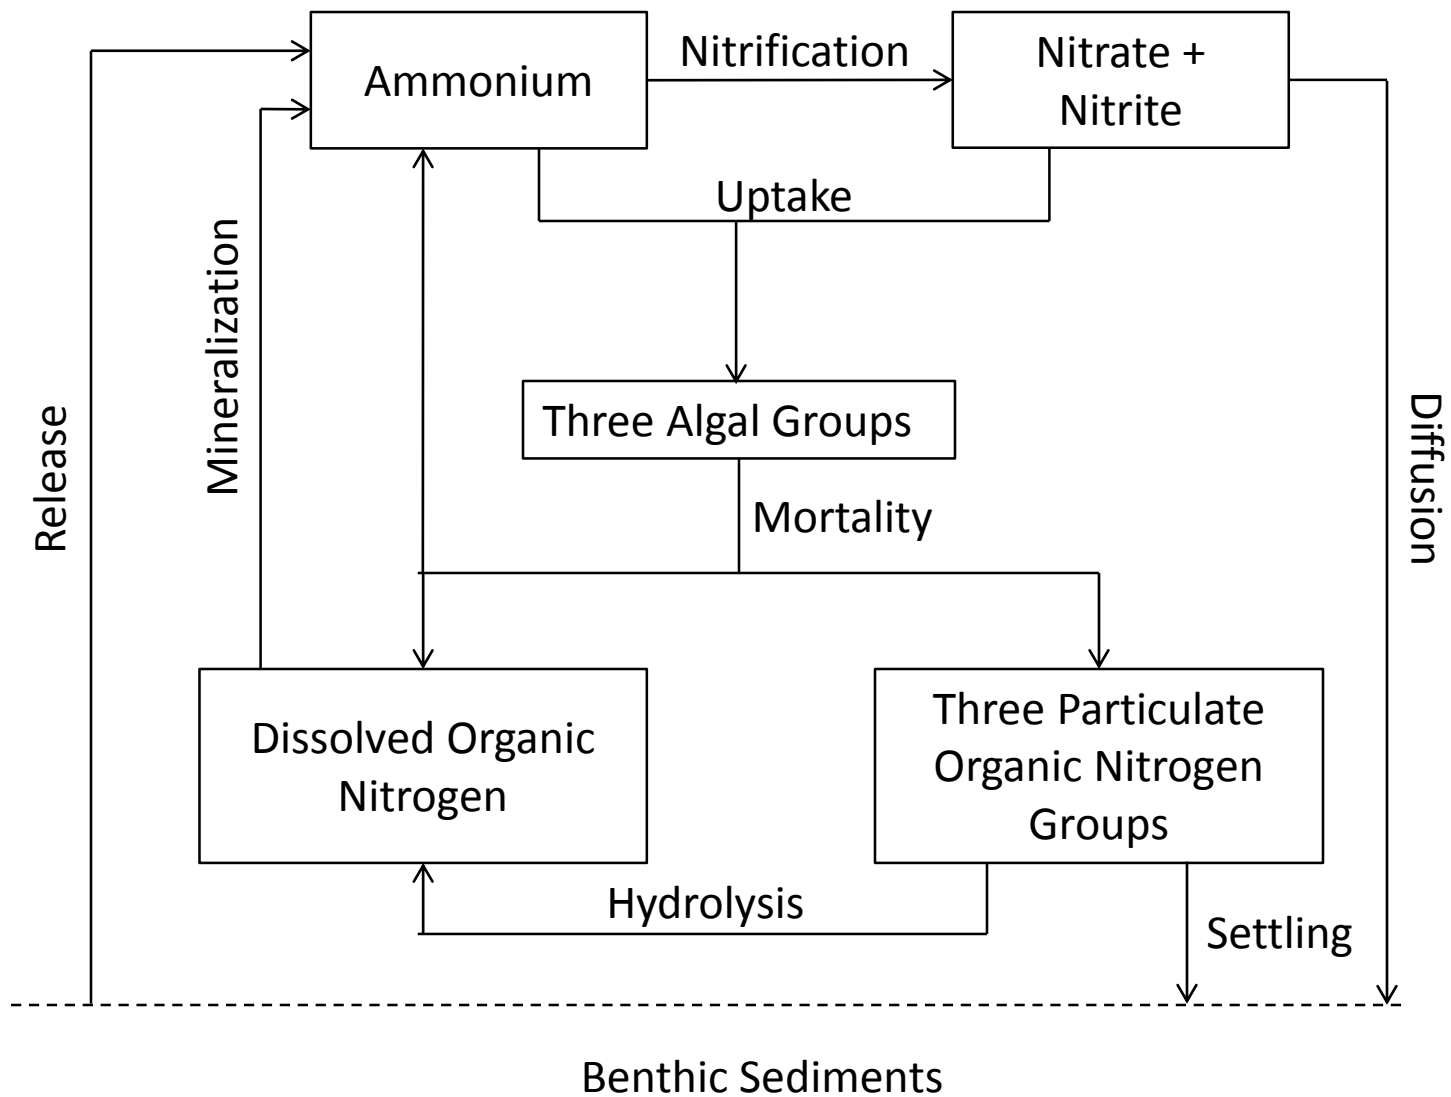 Ammonium
Nitrification
Nitrate +
Nitrite
Uptake
Mineralization
Release
Three Algal Groups
Diffusion
Mortality
Dissolved Organic
Nitrogen
Three Particulate
Organic Nitrogen
Groups
Hydrolysis
Settling
Benthic Sediments